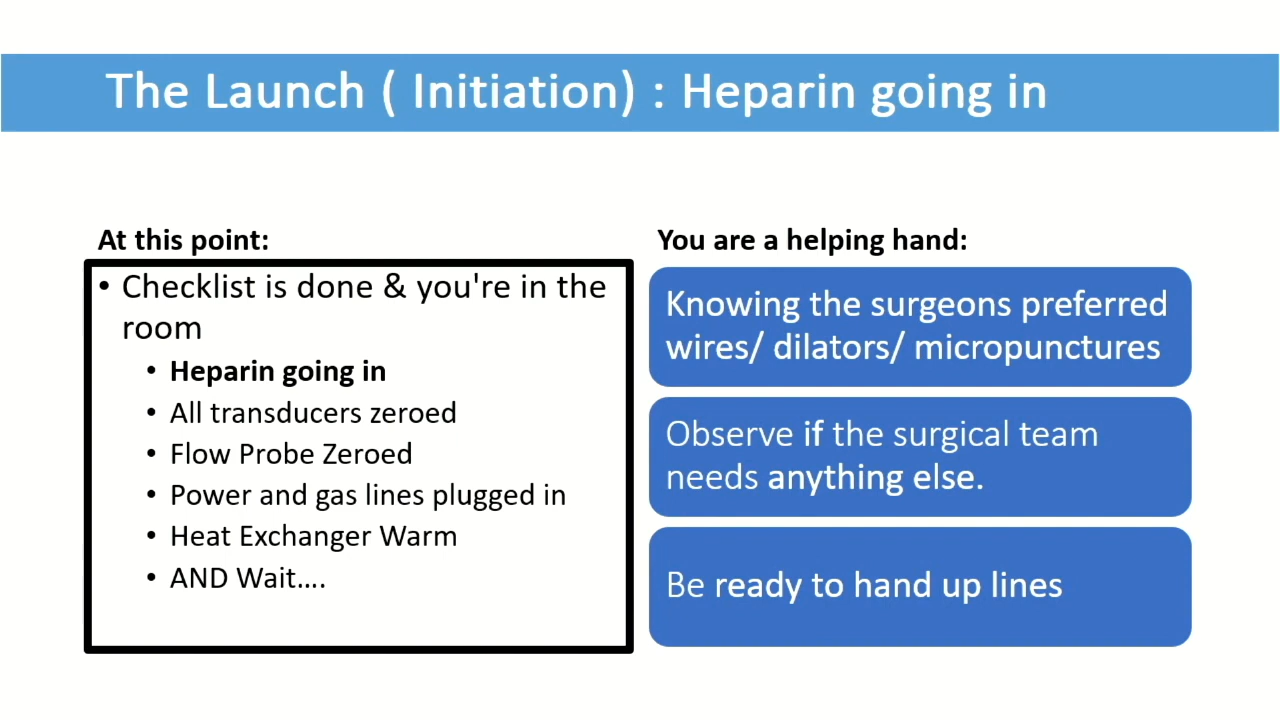 The Launch ( Initiation) : Heparin going in
At this point:
• Checklist is done & you're in the
room
• Heparin going in
• All transducers zeroed
• Flow Probe Zeroed
• Power and gas lines plugged in
• Heat Exchanger Warm
• AND Wait….
You are a helping hand:
Knowing the surgeons preferred
wires/ dilators/ micropunctures
Observe if the surgical team
needs anything else.
Be ready to hand up lines